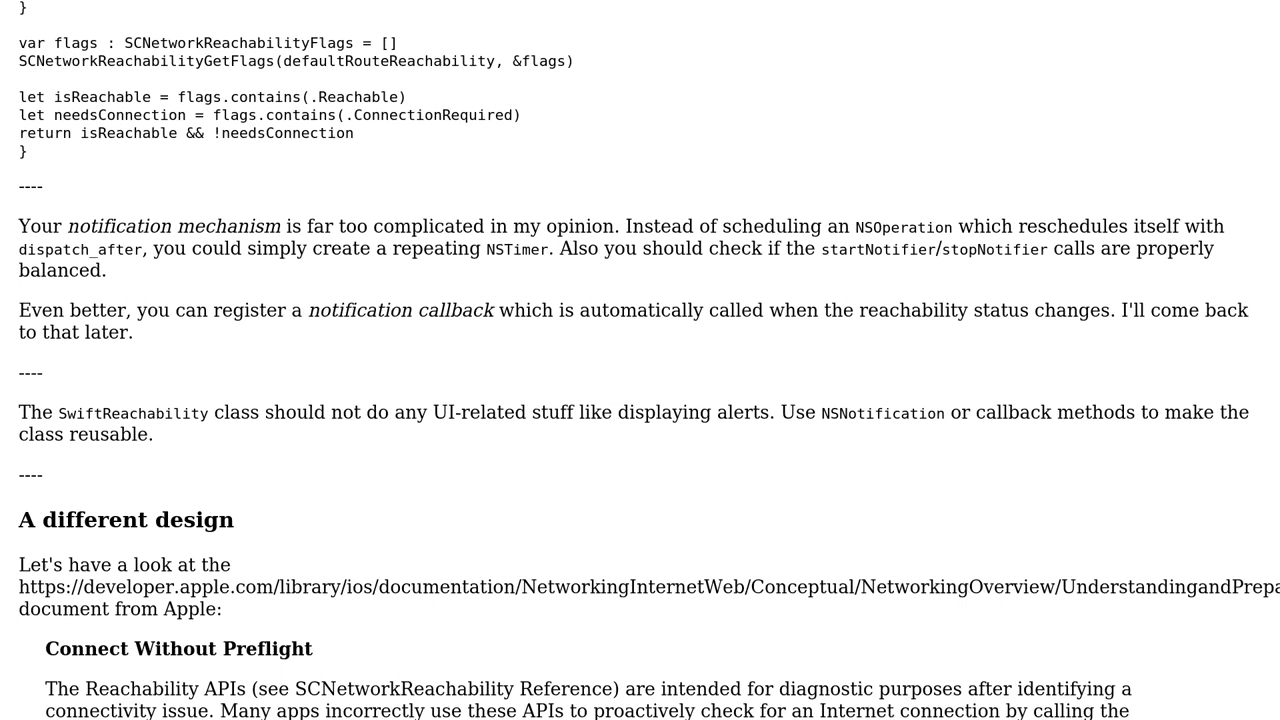 }
var flags : SCNetworkReachabilityFlags = []
SCNetworkReachabilityGetFlags(defaultRouteReachability, &flags)
let isReachable = flags.contains(.Reachable)
let needsConnection = flags.contains(.ConnectionRequired)
return isReachable && !needsConnection
}
----
Your notification mechanism is far too complicated in my opinion. Instead of scheduling an NSOperation which reschedules itself with
dispatch_after, you could simply create a repeating NSTimer. Also you should check if the startNotifier/stopNotifier calls are properly
balanced.
Even better, you can register a notification callback which is automatically called when the reachability status changes. I'll come back
to that later.
----
The SwiftReachability class should not do any UI-related stuff like displaying alerts. Use NSNotification or callback methods to make the
class reusable.
----
A different design
Let's have a look at the
https://developer.apple.com/library/ios/documentation/NetworkingInternetWeb/Conceptual/NetworkingOverview/UnderstandingandPrepa
document from Apple:
Connect Without Preflight
The Reachability APIs (see SCNetworkReachability Reference) are intended for diagnostic purposes after identifying a
connectivity issue. Many apps incorrectly use these APIs to proactively check for an Internet connection by calling the